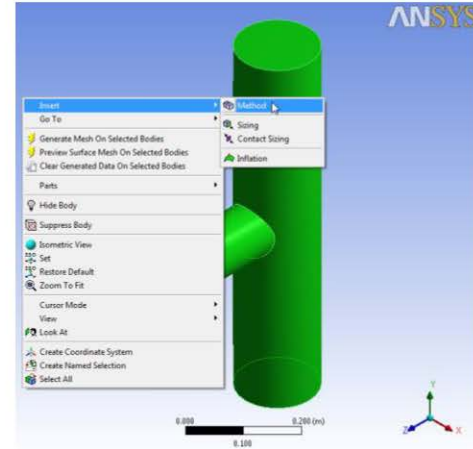 ANSYS
Insert
Method
Go To
Sizing
Contact Sizing
Inflation
Generate Mesh On Selected Bodies
Preview Surface Mesh On Selected Bodies
Clear Generated Data On Selected Bodies
Parts
Hide Body
Suppress Body
Isometric View
Set
Restore Default
Zoom To Fit
Cursor Mode
View
Look At
Create Coordinate System
Create Named Selection
Select All
Y
0.000 0.200 (m)
0.100
Z X